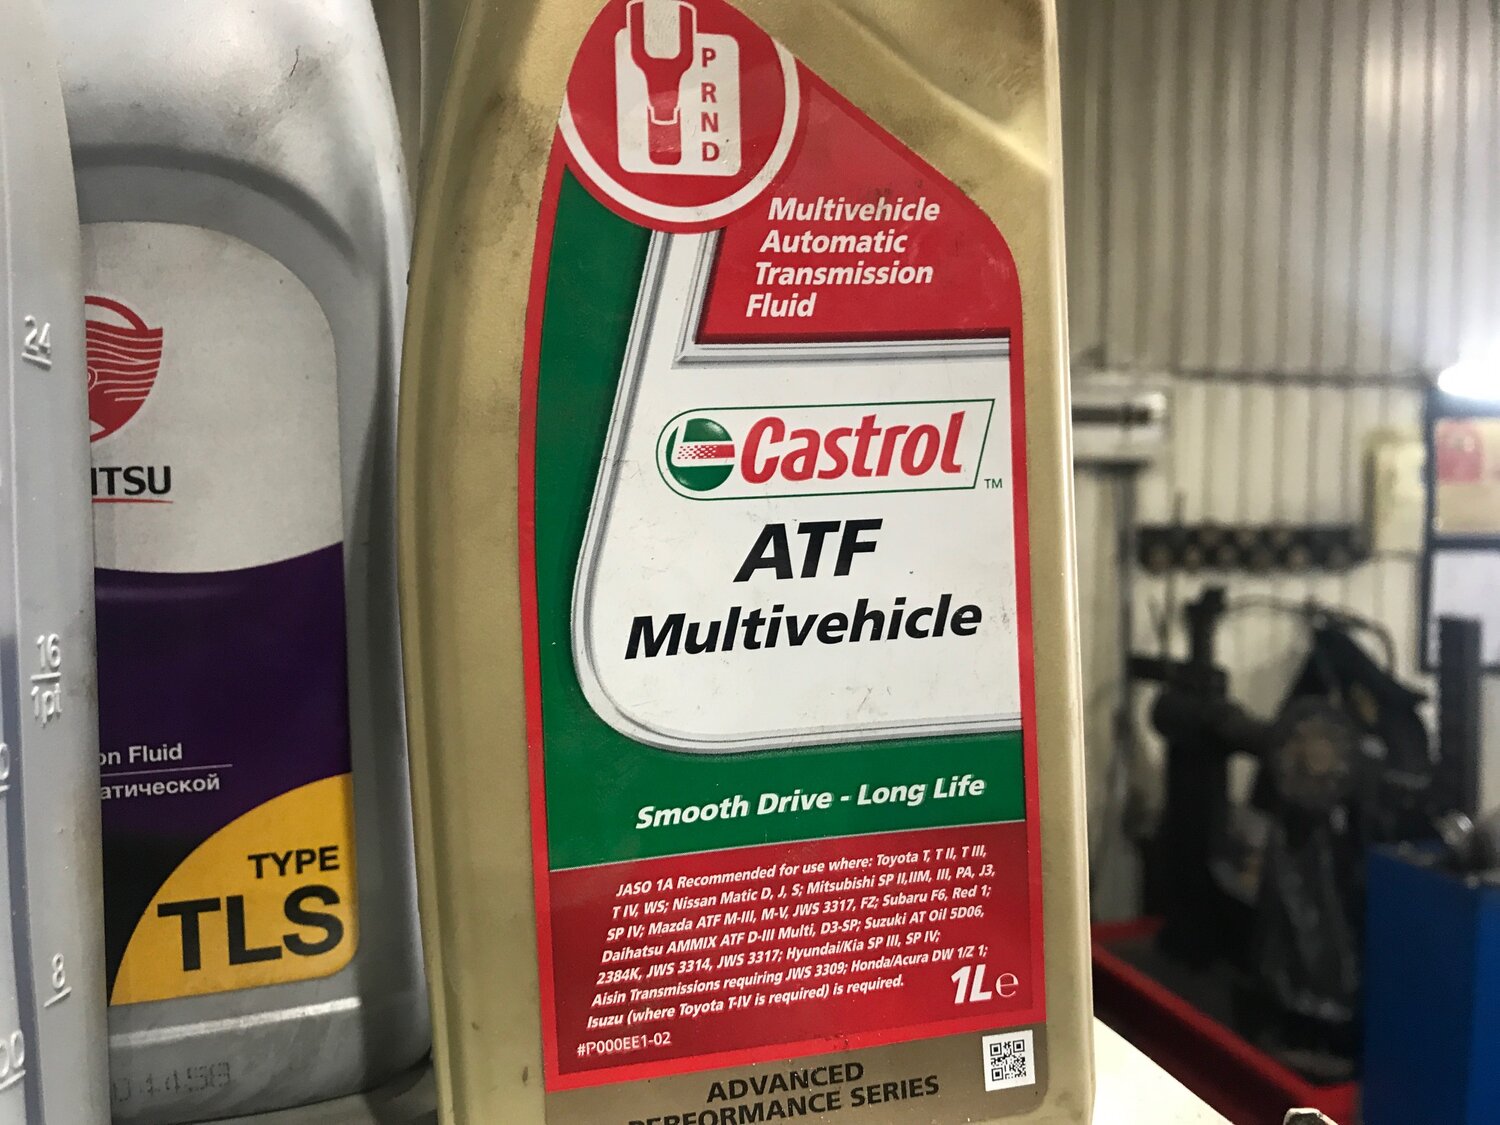 P
R
N
D
Multivehicle
Automatic
Transmission
Fluid
Castrol
TM
ATF
Multivehicle
Smooth Drive - Long Life
JASO 1A Recommended for use where: Toyota T, T II, T III,
T IV, WS; Nissan Matic D, J, S; Mitsubishi SP II,IIM, III, PA, J3,
SP IV; Mazda ATF M-III, M-V, JWS 3317, FZ; Subaru F6, Red 1;
Daihatsu AMMIX ATF D-III Multi, D3-SP; Suzuki AT Oil 5D06,
2384K, JWS 3314, JWS 3317; Hyundai/Kia SP III, SP IV;
Aisin Transmissions requiring JWS 3309; Honda/Acura DW 1/Z 1;
Isuzu (where Toyota T-IV is required) is required.
1L e
#P000EE1-02
ADVANCED
PERFORMANCE SERIES
ITSU
on Fluid
атической
TYPE
TLS
24
16
1pt
8